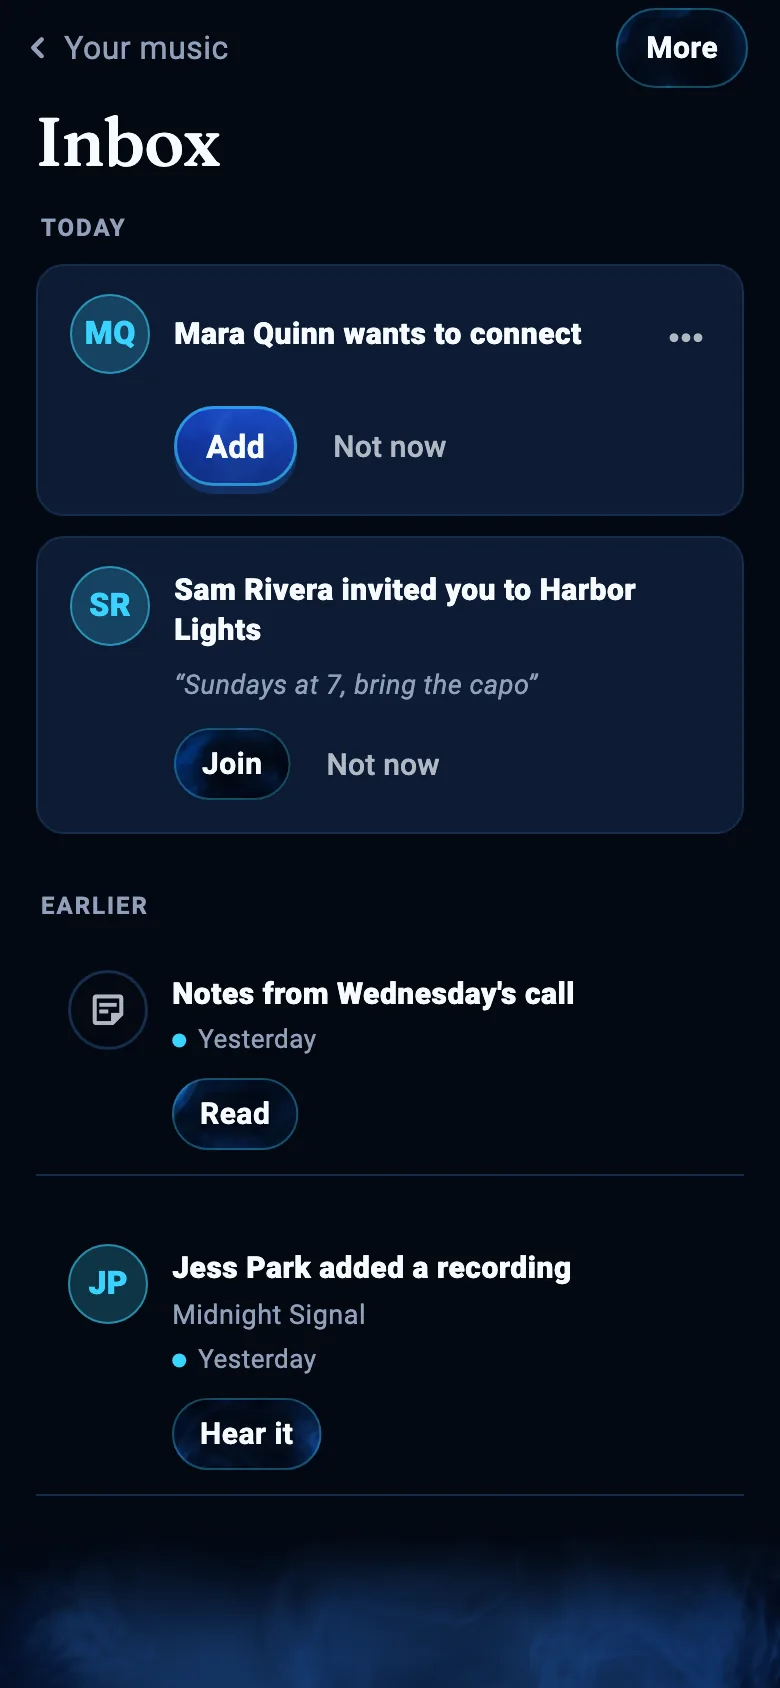 Your music
More
Inbox
TODAY
MQ
Mara Quinn wants to connect
Add
Not now
SR
Sam Rivera invited you to Harbor
Lights
“Sundays at 7, bring the capo”
Join
Not now
EARLIER
Notes from Wednesday's call
Yesterday
Read
JP
Jess Park added a recording
Midnight Signal
Yesterday
Hear it